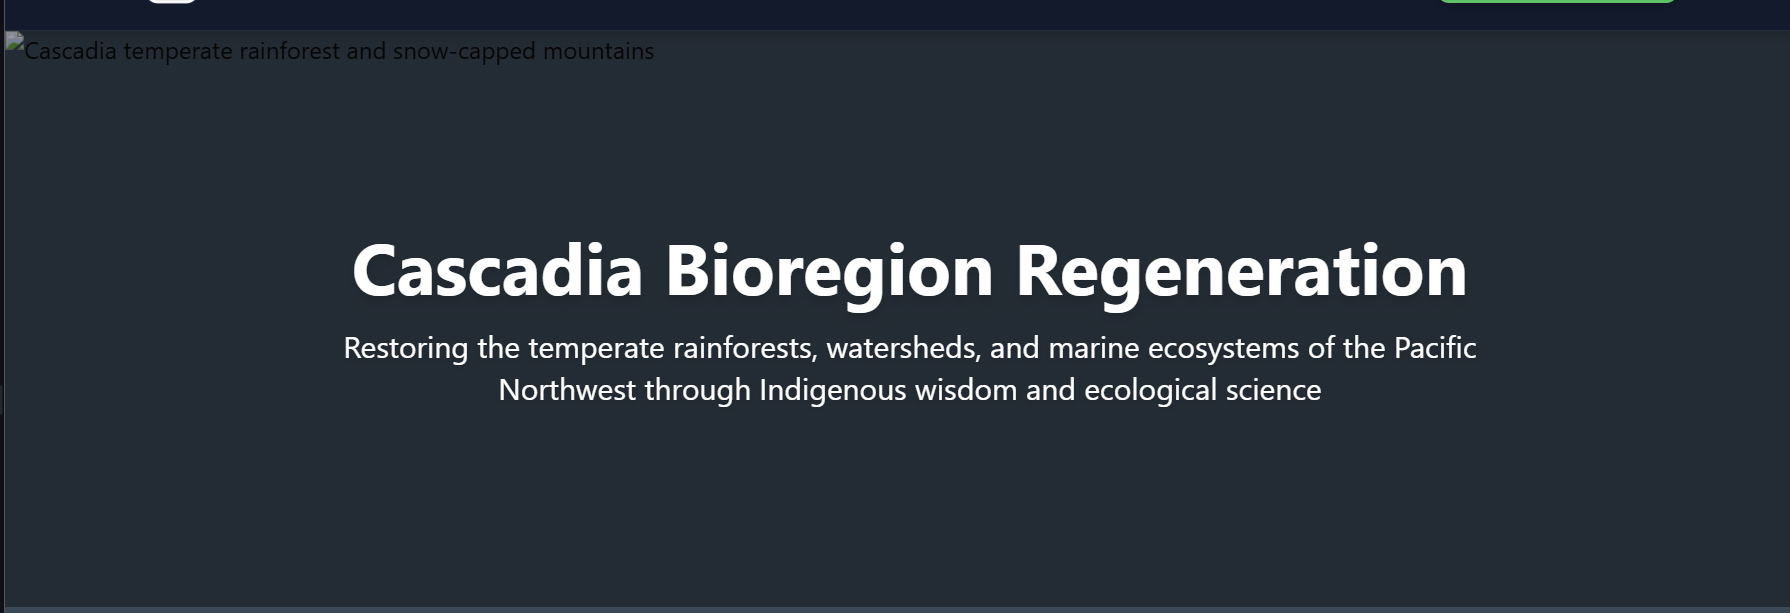 Cascadia temperate rainforest and snow-capped mountains
Cascadia Bioregion Regeneration
Restoring the temperate rainforests, watersheds, and marine ecosystems of the Pacific
Northwest through Indigenous wisdom and ecological science